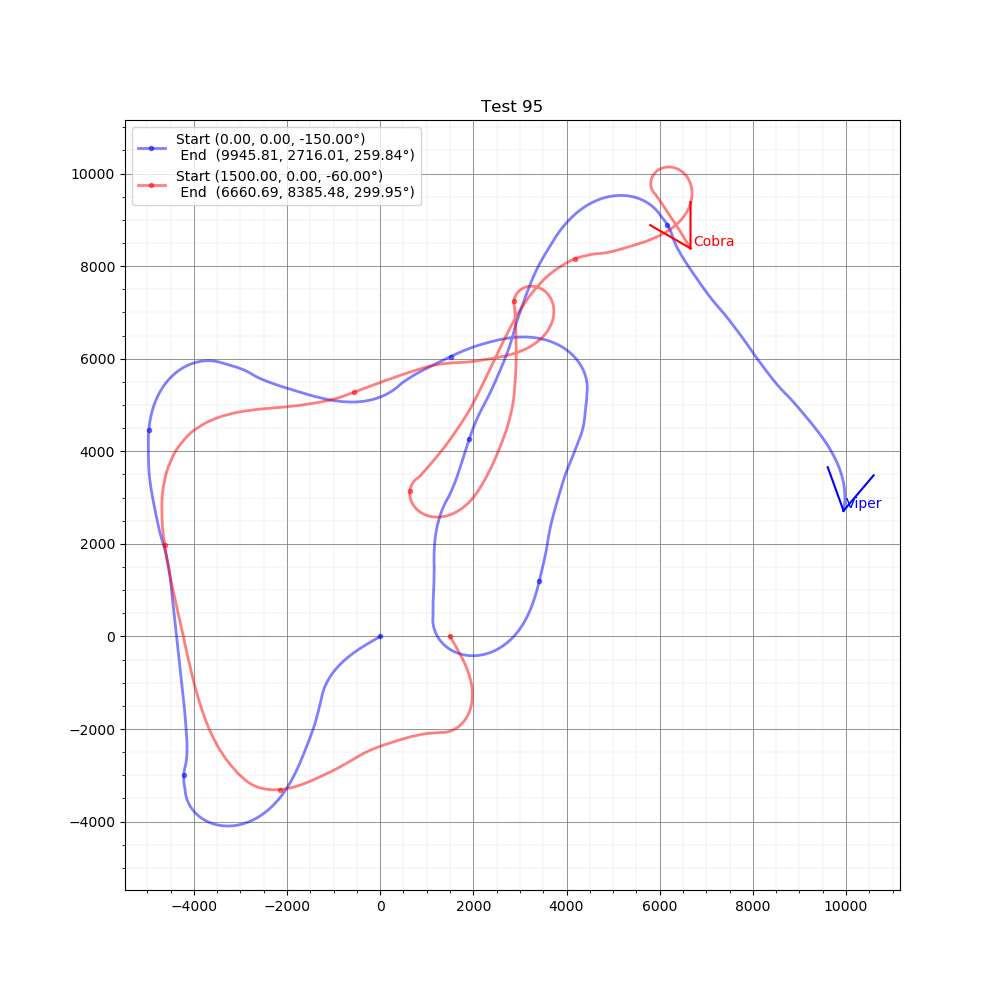 Test 95
Start (0.00, 0.00, -150.00°)
End (9945.81, 2716.01, 259.84°)
Start (1500.00, 0.00, -60.00°)
End (6660.69, 8385.48, 299.95°)
10000
8000
6000
4000
2000
0
−2000
−4000
Cobra
Viper
−4000 −2000 0 2000 4000 6000 8000 10000